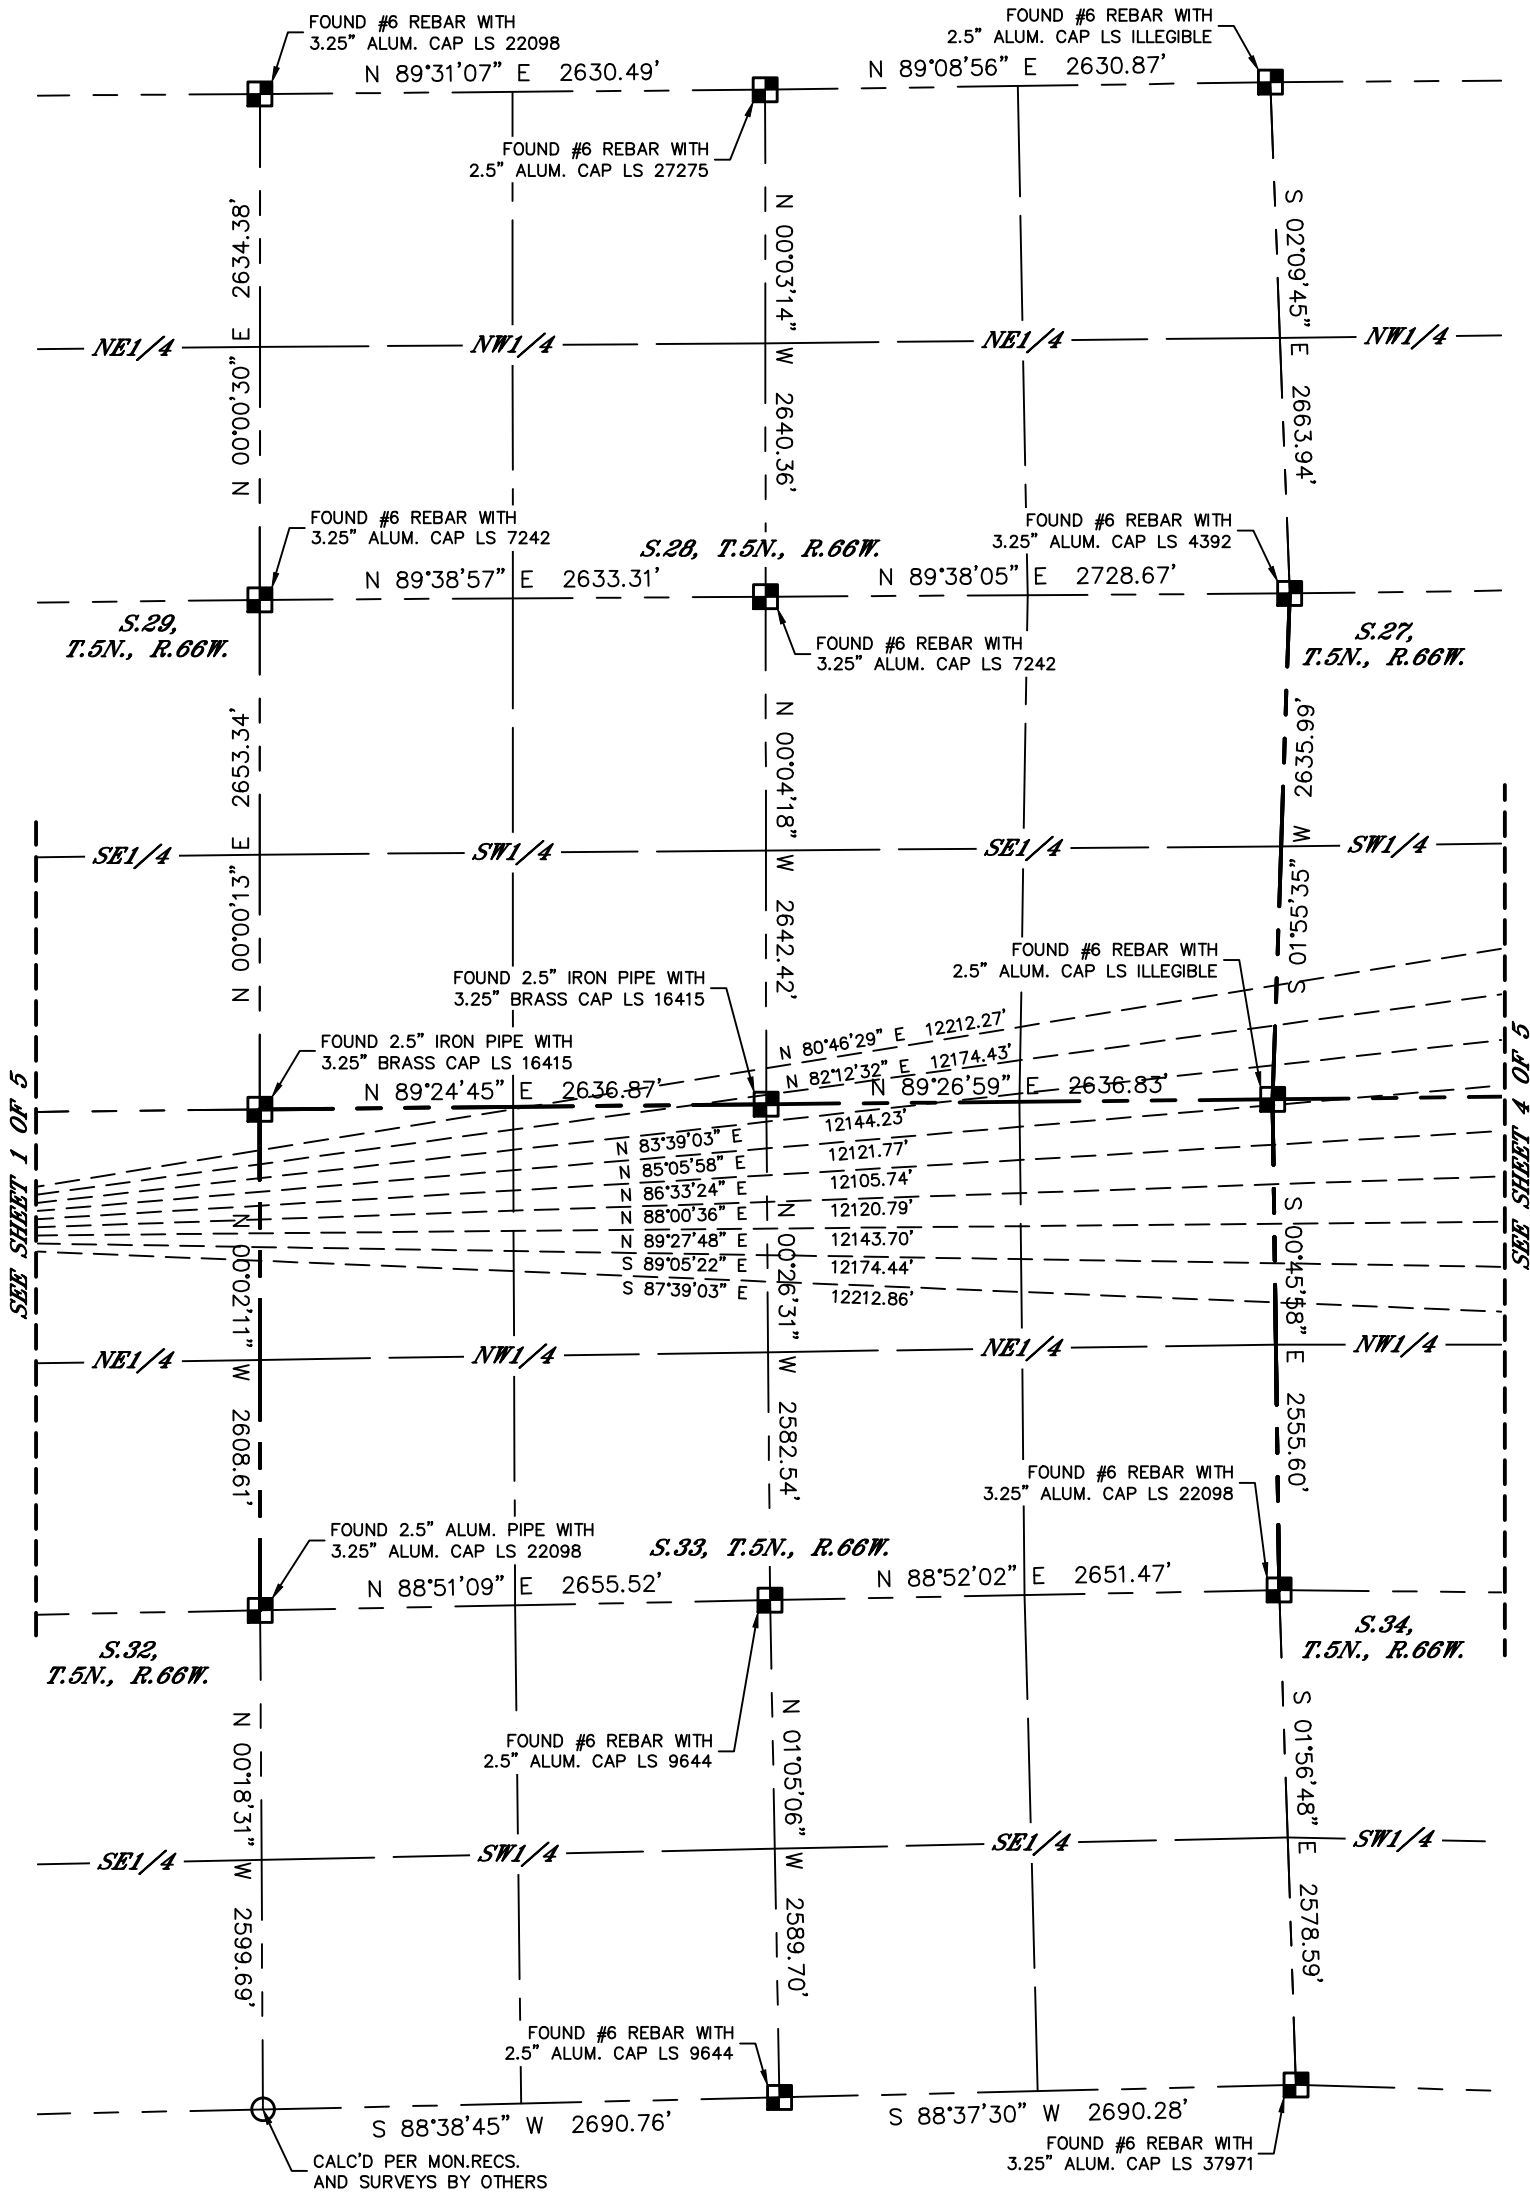 FOUND #6 REBAR WITH
3.25" ALUM. CAP LS 22098
FOUND #6 REBAR WITH
2.5" ALUM. CAP LS ILLEGIBLE
N 89°31'07" E 2630.49'
N 89°08'56" E 2630.87'
FOUND #6 REBAR WITH
2.5" ALUM. CAP LS 27275
N 00°00'30" E 2634.38'
N 00°03'14" W 2640.36'
S 02°09'45" E 2663.94'
NE1/4
NW1/4
NE1/4
NW1/4
FOUND #6 REBAR WITH
3.25" ALUM. CAP LS 7242
S.28, T.5N., R.66W.
FOUND #6 REBAR WITH
3.25" ALUM. CAP LS 4392
N 89°38'57" E 2633.31'
N 89°38'05" E 2728.67'
S.29,
T.5N., R.66W.
FOUND #6 REBAR WITH
3.25" ALUM. CAP LS 7242
S.27,
T.5N., R.66W.
N 00°00'13" E 2653.34'
N 00°04'18" W 2642.42'
S 01°55'35" W 2635.99'
SE1/4
SW1/4
SE1/4
SW1/4
FOUND 2.5" IRON PIPE WITH
3.25" BRASS CAP LS 16415
FOUND #6 REBAR WITH
2.5" ALUM. CAP LS ILLEGIBLE
FOUND 2.5" IRON PIPE WITH
3.25" BRASS CAP LS 16415
N 80°46'29" E 12212.27'
N 82°12'32" E 12174.43'
N 89°24'45" E 2636.87'
N 89°26'59" E 2636.83'
SEE SHEET 1 OF 5
SEE SHEET 4 OF 5
N 83°39'03" E 12144.23'
N 85°05'58" E 12121.77'
N 86°33'24" E 12105.74'
N 88°00'36" E 12120.79'
N 89°27'48" E 12143.70'
S 89°05'22" E 12174.44'
S 87°39'03" E 12212.86'
N 00°02'11" W 2608.61'
N 00°26'31" W 2582.54'
S 00°45'58" E 2555.60'
NE1/4
NW1/4
NE1/4
NW1/4
FOUND #6 REBAR WITH
3.25" ALUM. CAP LS 22098
FOUND 2.5" ALUM. PIPE WITH
3.25" ALUM. CAP LS 22098
S.33, T.5N., R.66W.
N 88°51'09" E 2655.52'
N 88°52'02" E 2651.47'
S.32,
T.5N., R.66W.
S.34,
T.5N., R.66W.
FOUND #6 REBAR WITH
2.5" ALUM. CAP LS 9644
N 00°18'31" W 2599.69'
N 01°05'06" W 2589.70'
S 01°56'48" E 2578.59'
SE1/4
SW1/4
SE1/4
SW1/4
FOUND #6 REBAR WITH
2.5" ALUM. CAP LS 9644
S 88°38'45" W 2690.76'
S 88°37'30" W 2690.28'
CALC'D PER MON.RECS.
AND SURVEYS BY OTHERS
FOUND #6 REBAR WITH
3.25" ALUM. CAP LS 37971